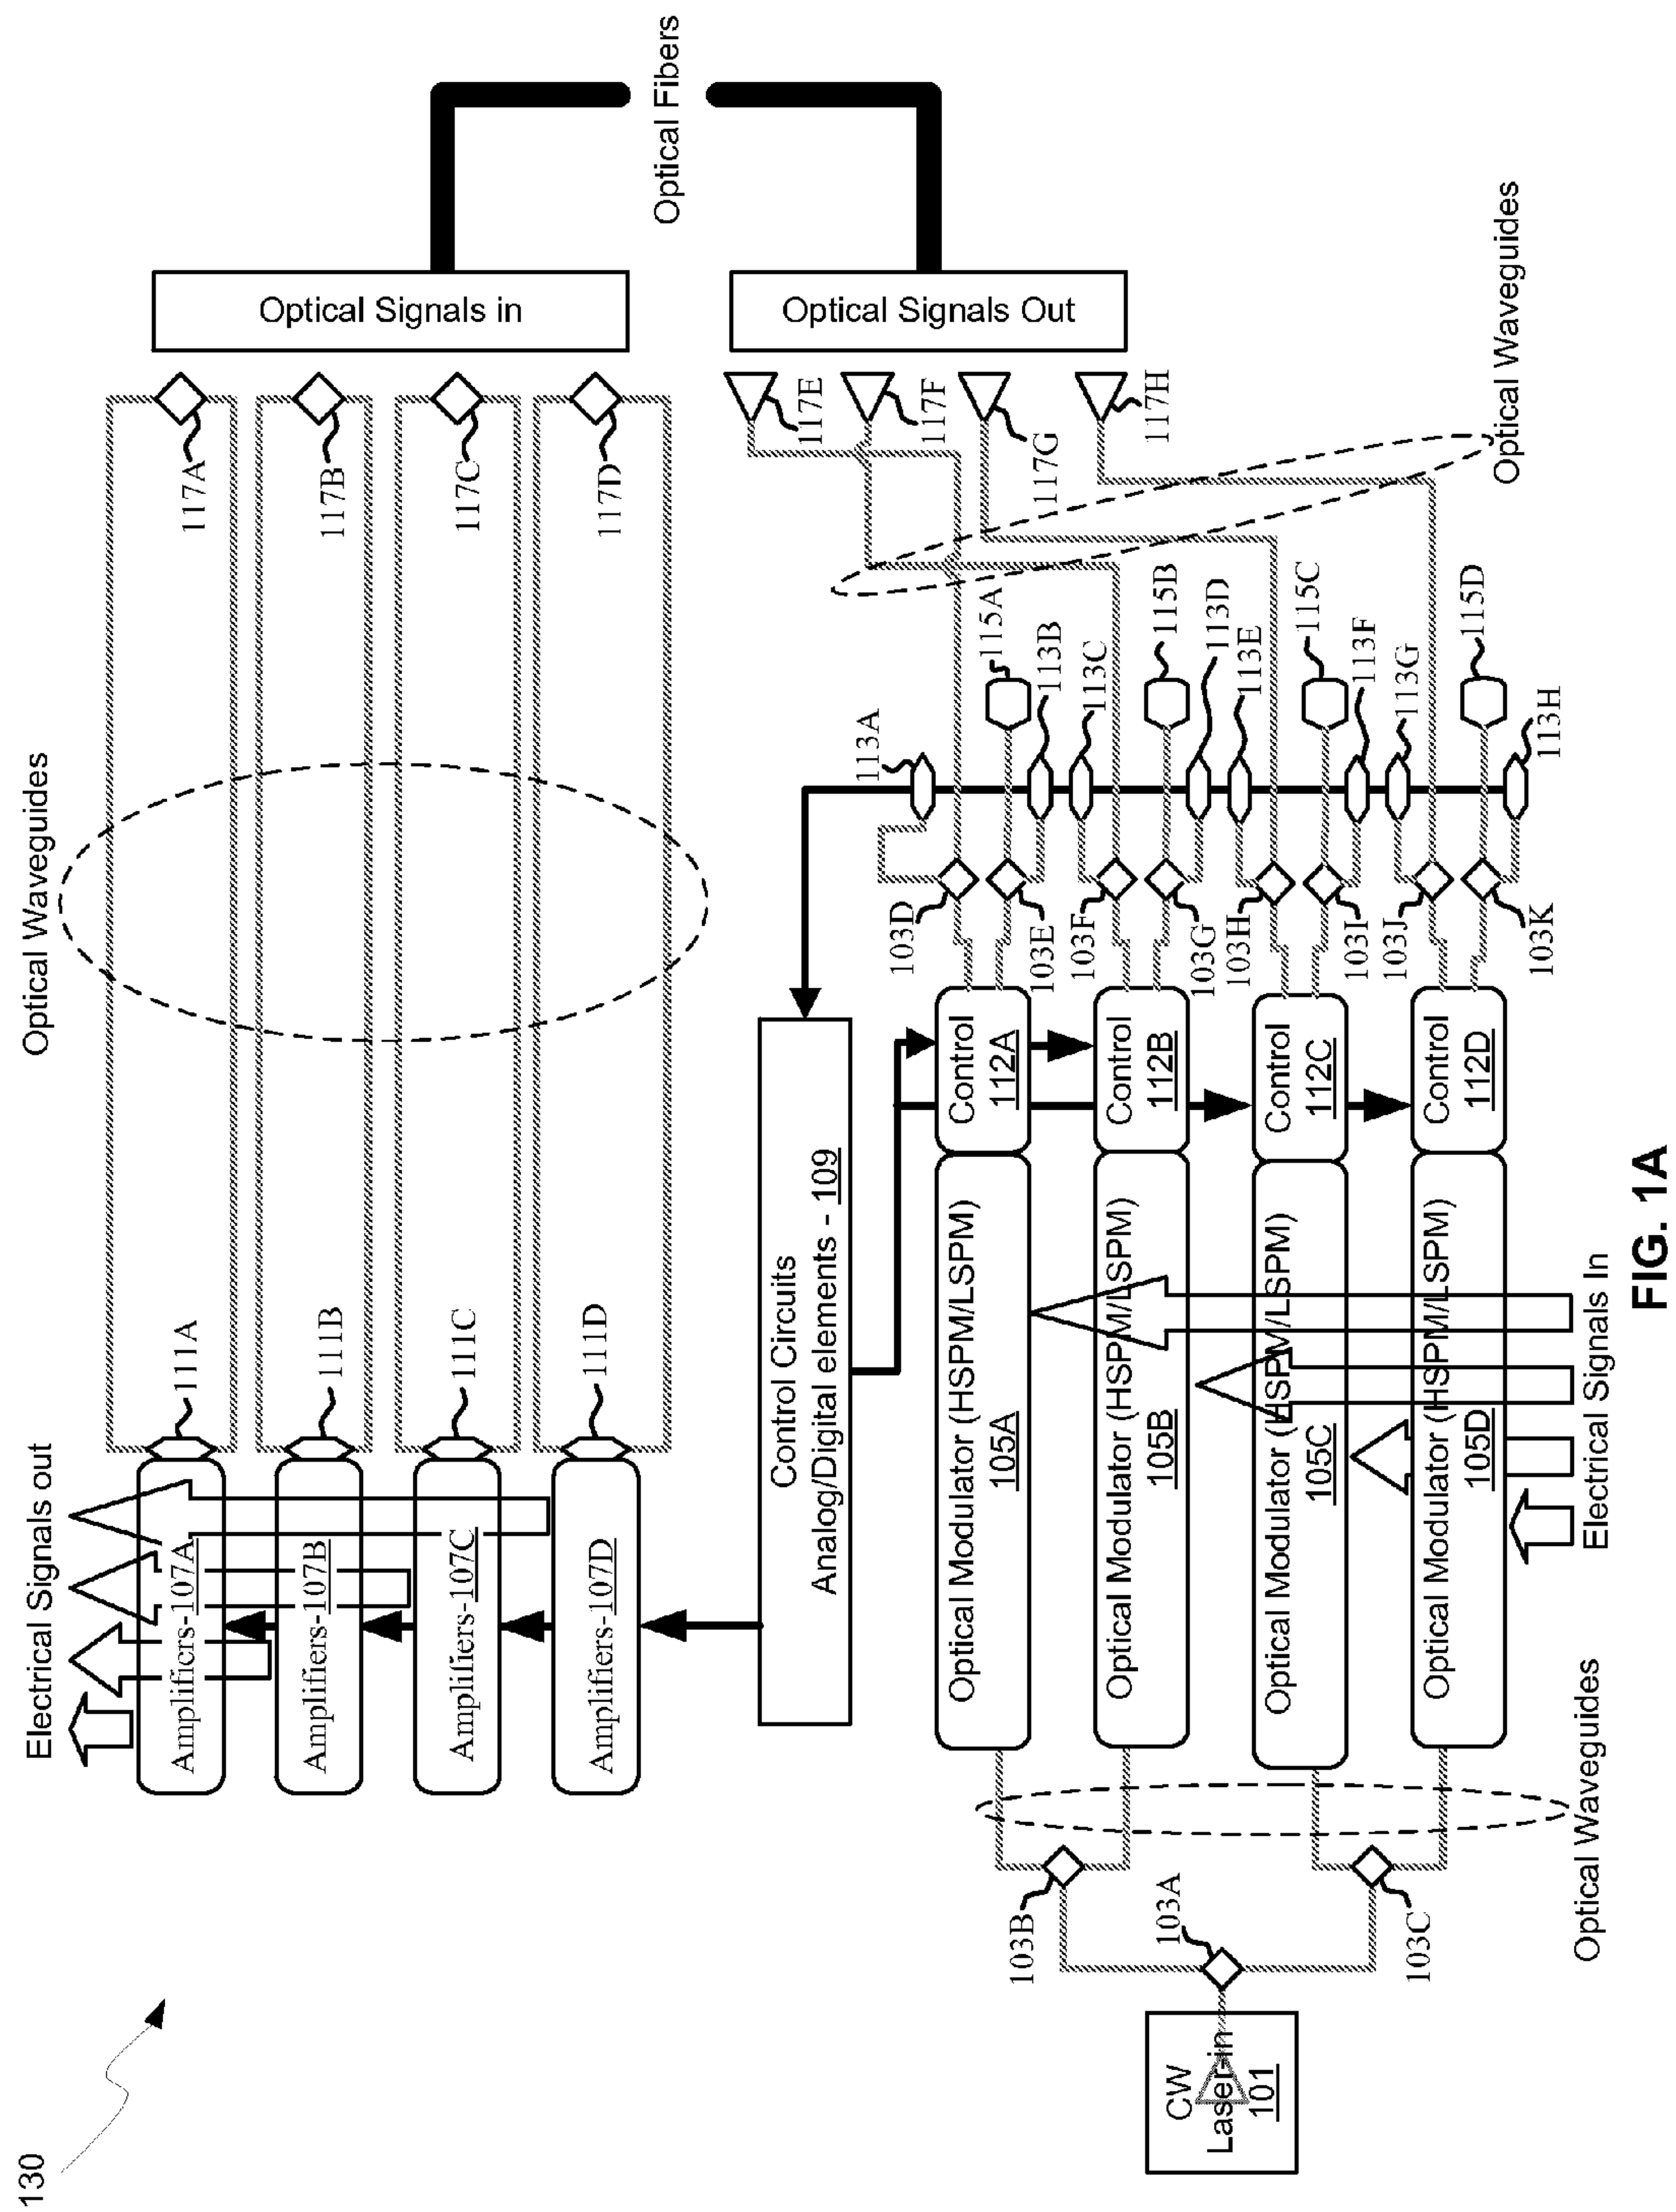 130
Electrical Signals out
Optical Waveguides
Amplifiers-107A
Amplifiers-107B
Amplifiers-107C
Amplifiers-107D
111A
111B
111C
111D
117A
117B
117C
117D
Optical Signals in
Optical Fibers
Optical Signals Out
117E
117F
117G
117H
Optical Waveguides
Control Circuits
Analog/Digital elements - 109
113A
115A
113B
113C
115B
113D
113E
115C
113F
113G
115D
113H
103D
103E
103F
103G
103H
103I
103J
103K
Control
112A
Control
112B
Control
112C
Control
112D
Optical Modulator (HSPM/LSPM)
105A
Optical Modulator (HSPM/LSPM)
105B
Optical Modulator (HSPM/LSPM)
105C
Optical Modulator (HSPM/LSPM)
105D
103B
103A
103C
CW
Laser-in
101
Optical Waveguides
Electrical Signals In
FIG. 1A